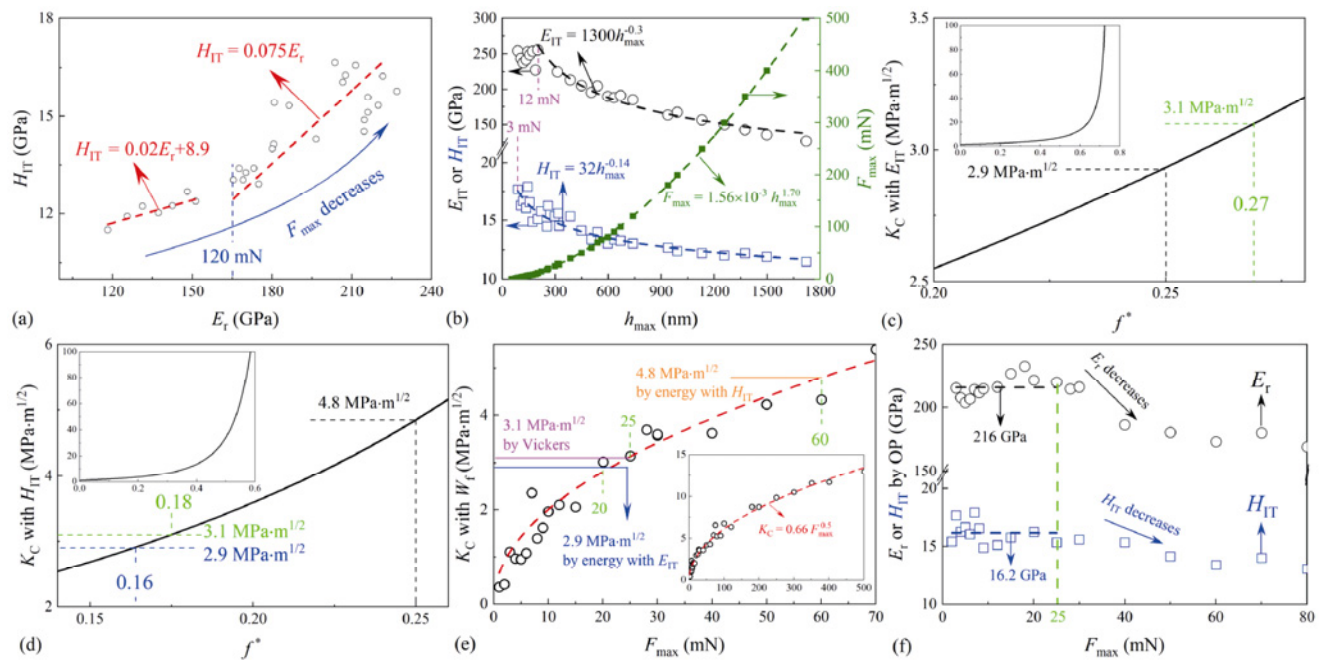 18
15
12
H_IT (GPa)
H_IT = 0.075E_r
H_IT = 0.02E_r+8.9
F_max decreases
120 mN
120 150 180 210 240
E_r (GPa)
(a)
300
250
200
150
20
15
10
E_IT or H_IT (GPa)
E_IT = 1300h_max^-0.3
12 mN
3 mN
H_IT = 32h_max^-0.14
F_max = 1.56×10^-3 h_max^1.70
500
400
300
200
100
0
F_max (mN)
0 300 600 900 1200 1500 1800
h_max (nm)
(b)
3.5
3.0
2.5
K_C with E_IT (MPa·m^1/2)
100
80
60
40
20
0
0.0 0.2 0.4 0.6 0.8
3.1 MPa·m^1/2
2.9 MPa·m^1/2
0.27
0.20 0.25
f*
(c)
6
5
4
3
2
K_C with H_IT (MPa·m^1/2)
100
80
60
40
20
0
0.0 0.2 0.4 0.6
4.8 MPa·m^1/2
0.18
3.1 MPa·m^1/2
2.9 MPa·m^1/2
0.16
0.15 0.20 0.25
f*
(d)
4
2
0
K_C with W_f (MPa·m^1/2)
4.8 MPa·m^1/2
by energy with H_IT
3.1 MPa·m^1/2
by Vickers
25
60
20
2.9 MPa·m^1/2
by energy with E_IT
15
10
5
0
K_C = 0.66 F_max^0.5
0 100 200 300 400 500
0 10 20 30 40 50 60 70
F_max (mN)
(e)
250
200
150
20
15
10
E_r or H_IT by OP (GPa)
E_r decreases
E_r
216 GPa
H_IT decreases
H_IT
16.2 GPa
0 20 25 40 60 80
F_max (mN)
(f)